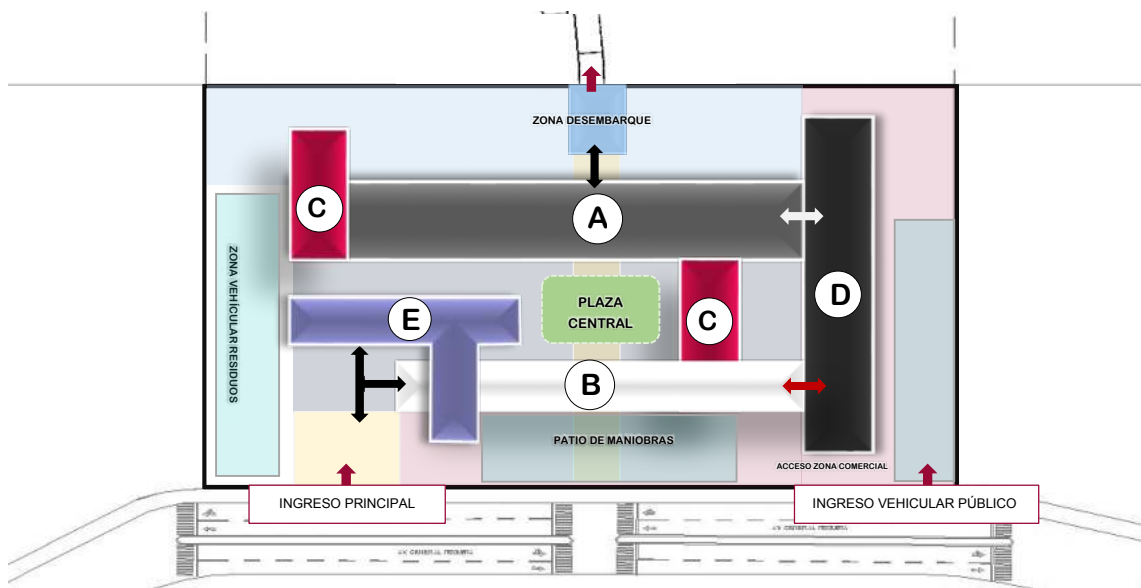 ZONA DESEMBARQUE
C
A
ZONA VEHÍCULAR RESIDUOS
D
PLAZA
CENTRAL
C
E
B
PATIO DE MANIOBRAS
ACCESO ZONA COMERCIAL
INGRESO PRINCIPAL
INGRESO VEHICULAR PÚBLICO